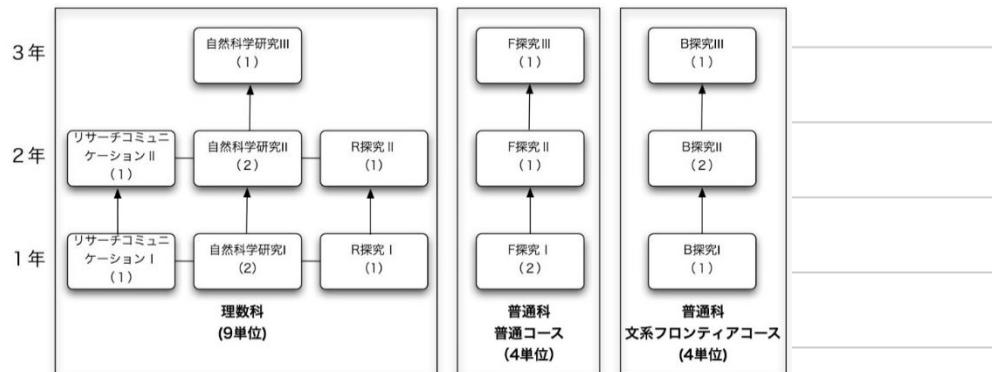 3年
自然科学研究III
(1)
F探究Ⅲ
(1)
B探究III
(1)
2年
リサーチコミュニ
ケーションⅡ
(1)
自然科学研究II
(2)
R探究Ⅱ
(1)
F探究Ⅱ
(1)
B探究II
(2)
1年
リサーチコミュニ
ケーションⅠ
(1)
自然科学研究I
(2)
R探究Ⅰ
(1)
F探究Ⅰ
(2)
B探究I
(1)
理数科
(9単位)
普通科
普通コース
(4単位)
普通科
文系フロンティアコース
(4単位)